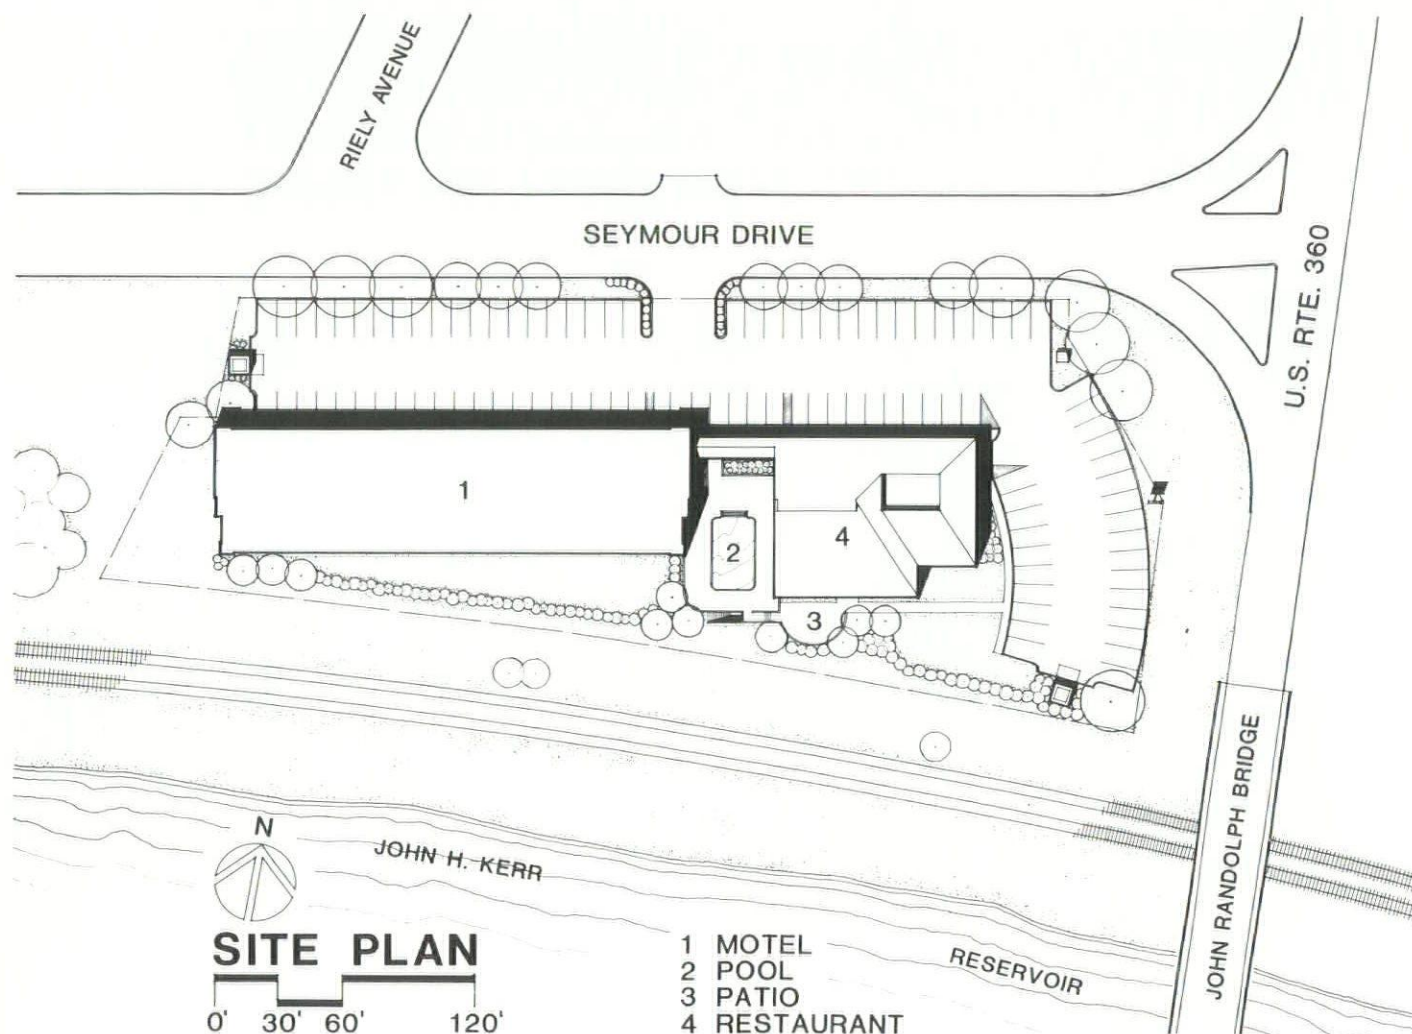 RIELY AVENUE
SEYMOUR DRIVE
U.S. RTE. 360
1
2
4
3
JOHN RANDOLPH BRIDGE
N
JOHN H. KERR
RESERVOIR
SITE PLAN
0' 30' 60' 120'
1 MOTEL
2 POOL
3 PATIO
4 RESTAURANT